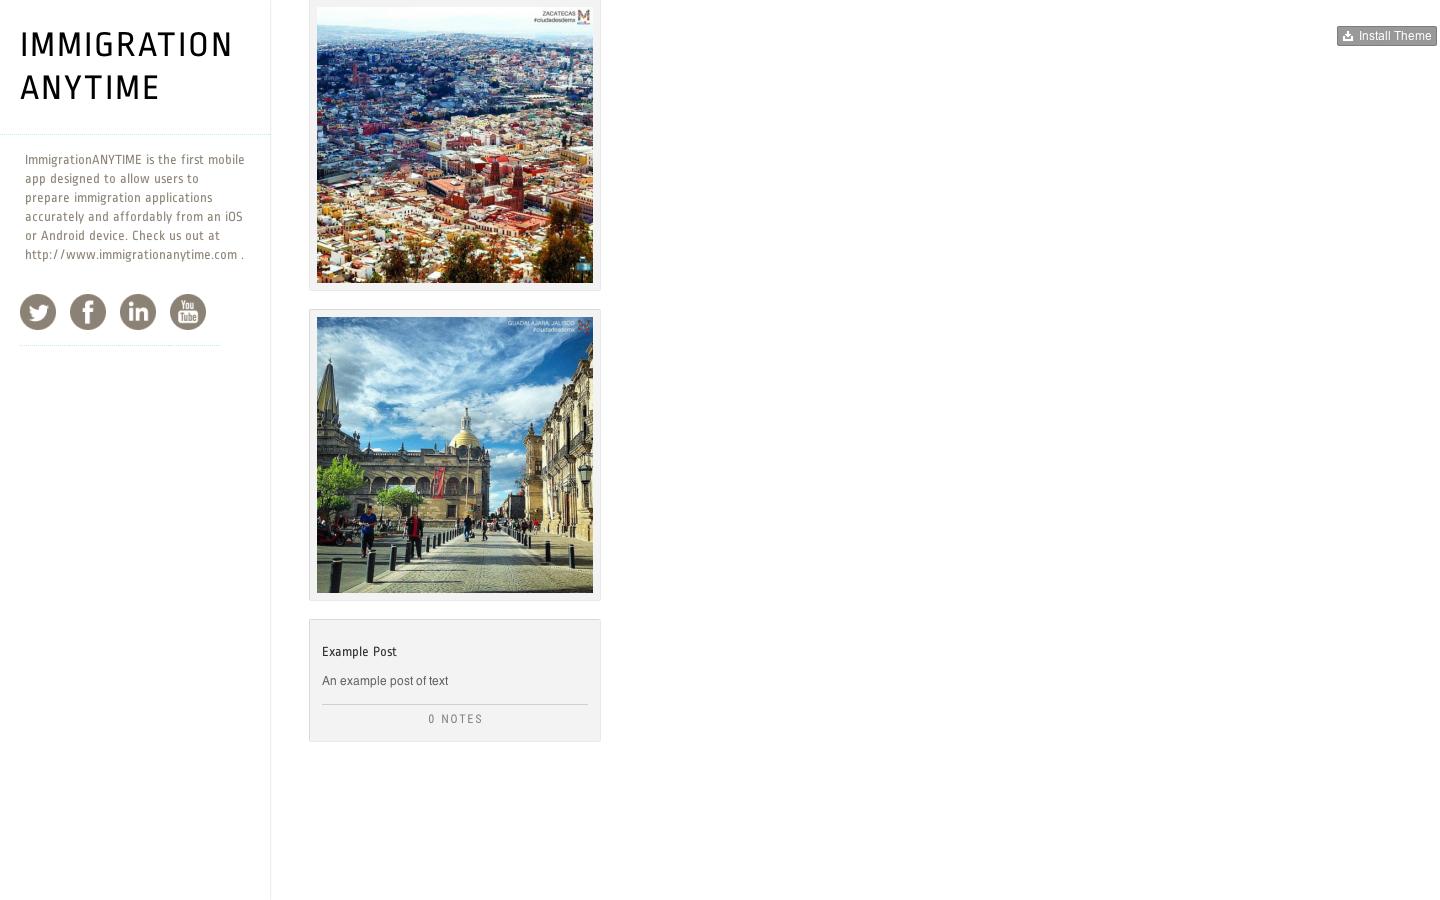 IMMIGRATION
ANYTIME
ImmigrationANYTIME is the first mobile
app designed to allow users to
prepare immigration applications
accurately and affordably from an iOS
or Android device. Check us out at
http://www.immigrationanytime.com .
You
Tube
ZACATECAS
#ciudadesdemx
GUADALAJARA, JALISCO
#ciudadesdemx
Example Post
An example post of text
0 NOTES
Install Theme